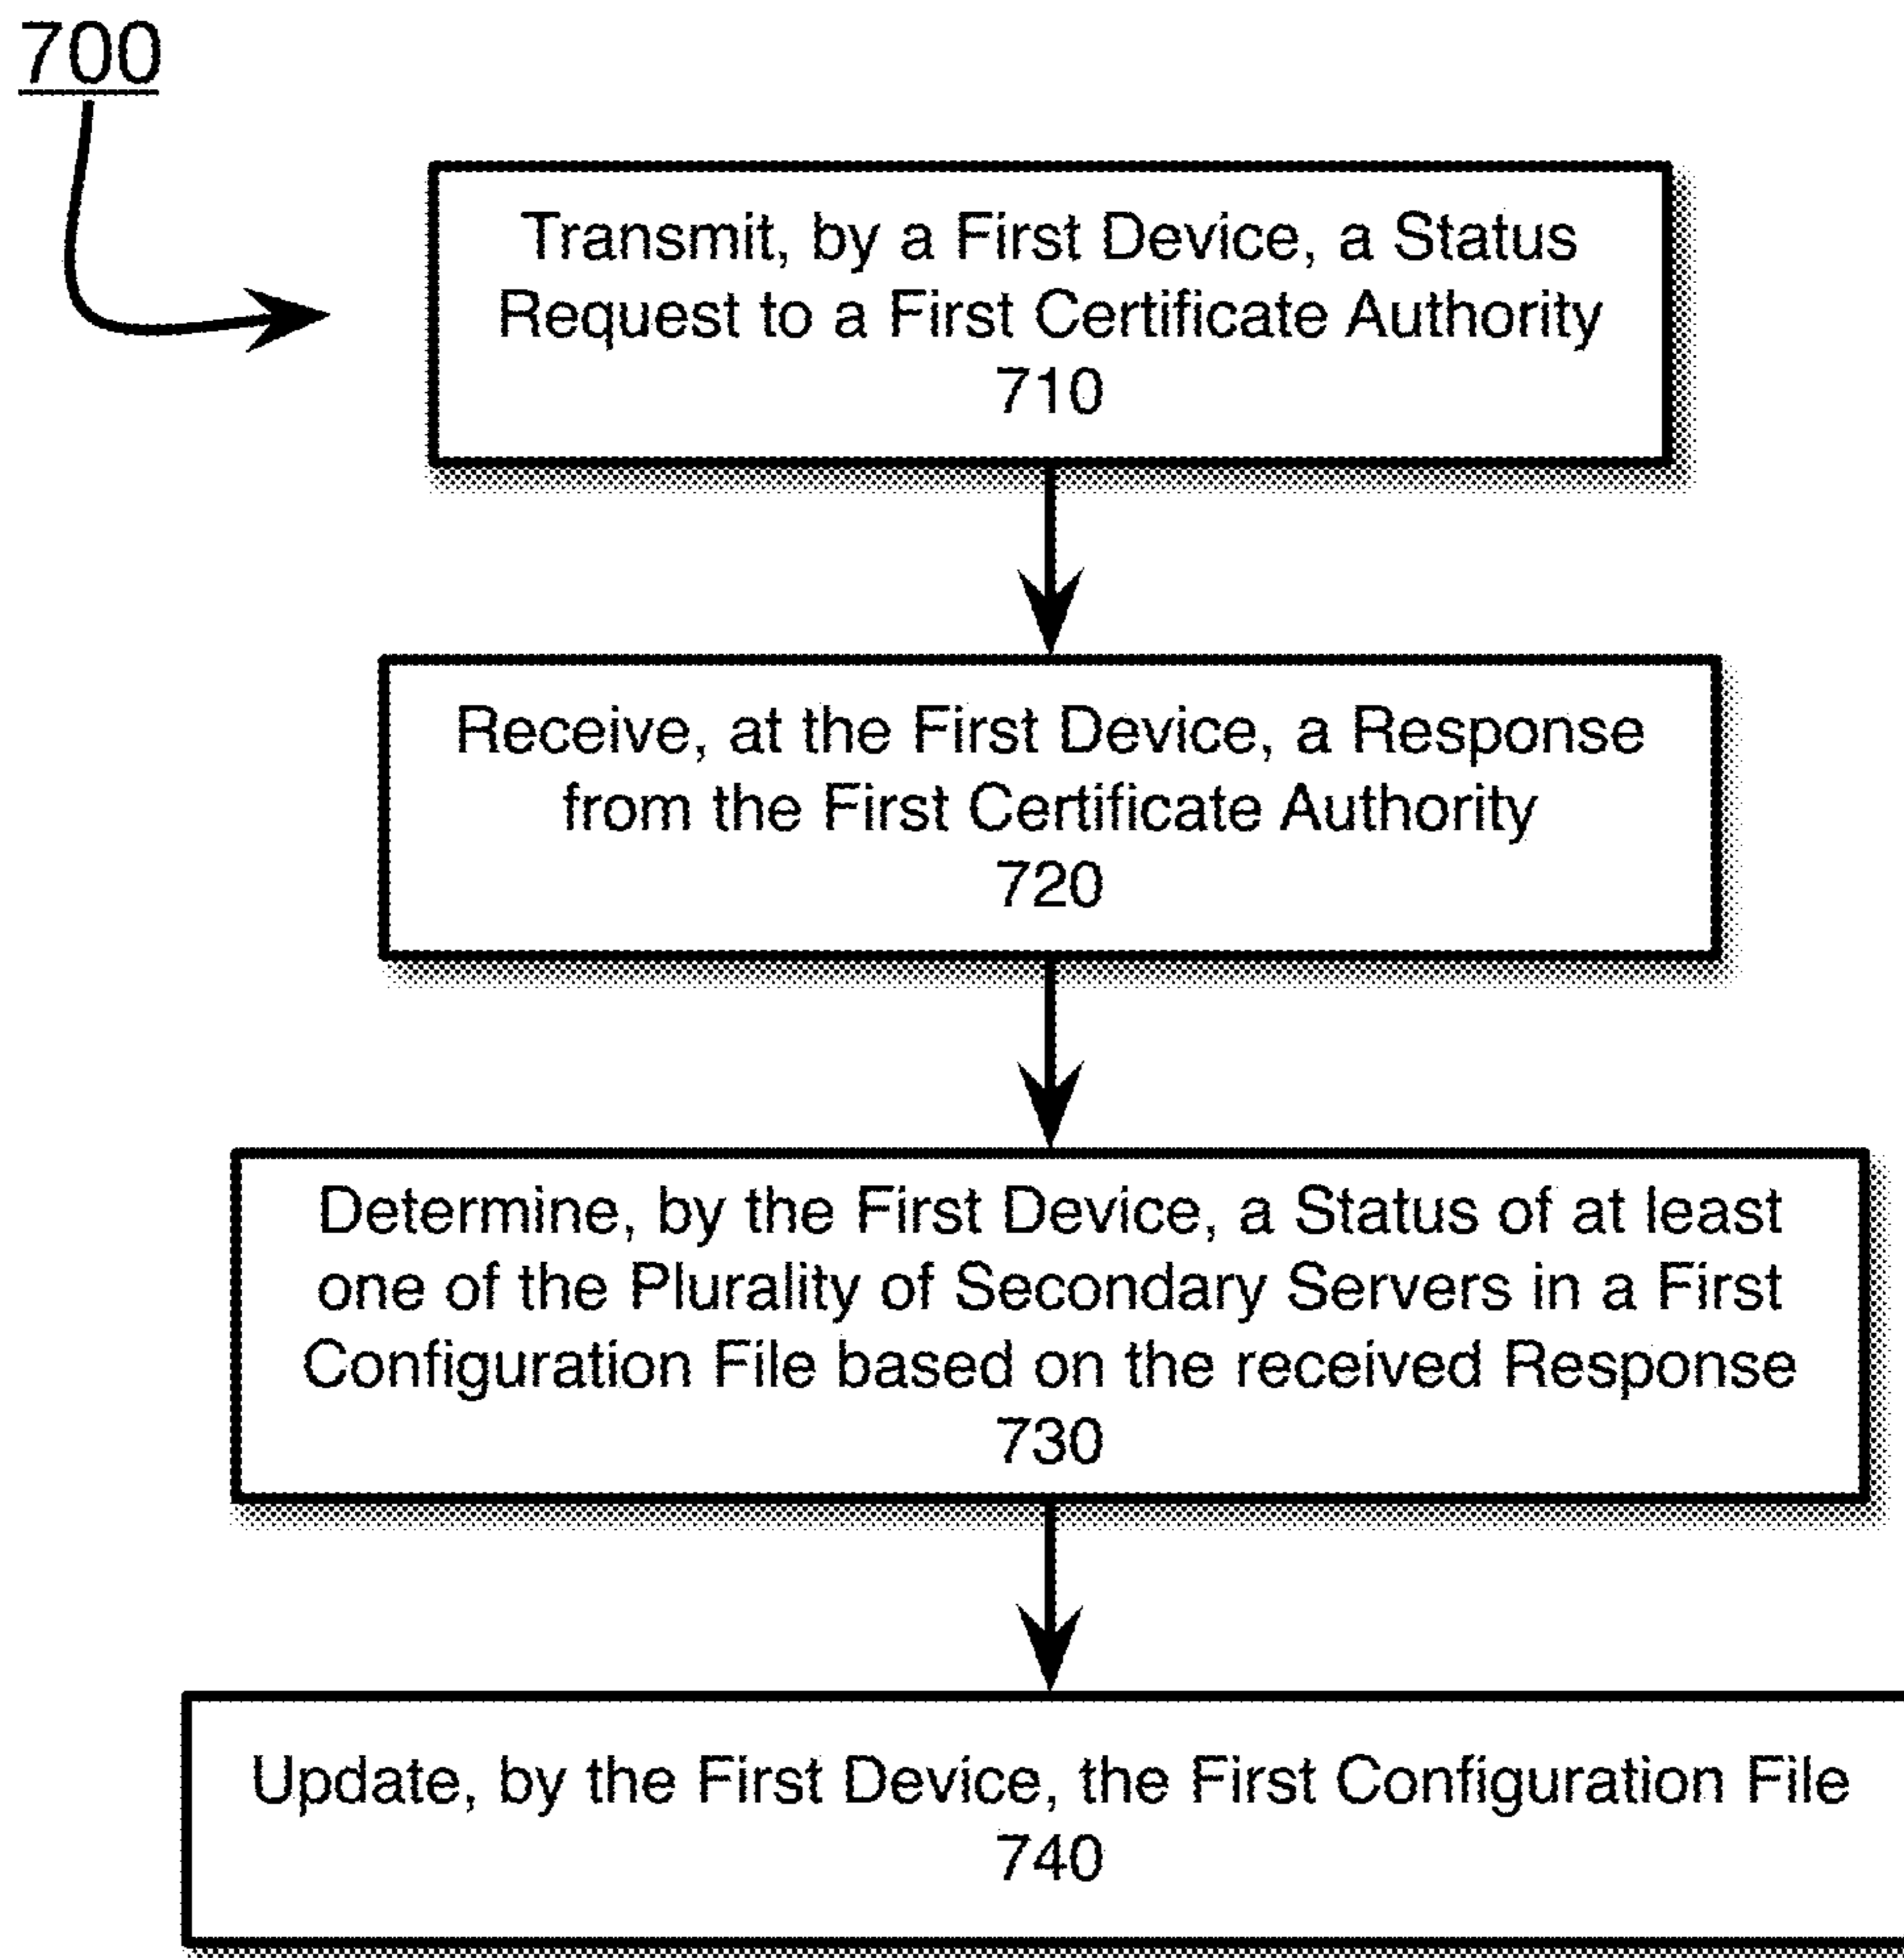 700
Transmit, by a First Device, a Status
Request to a First Certificate Authority
710
Receive, at the First Device, a Response
from the First Certificate Authority
720
Determine, by the First Device, a Status of at least
one of the Plurality of Secondary Servers in a First
Configuration File based on the received Response
730
Update, by the First Device, the First Configuration File
740